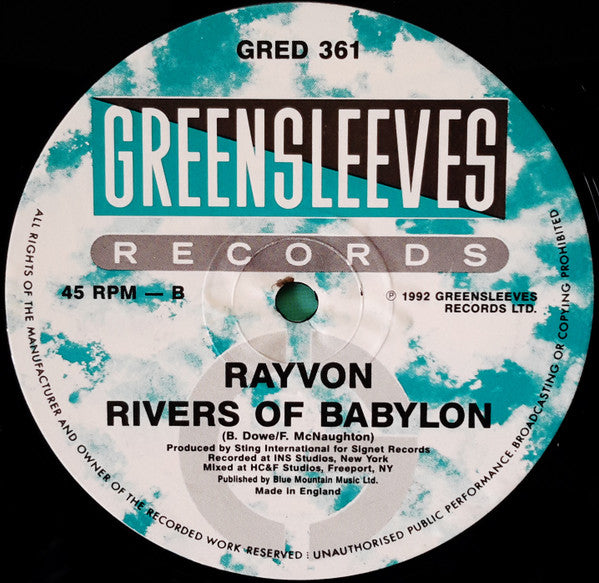 GRED 361
GREENSLEEVES
RECORDS
45 RPM — B
℗ 1992 GREENSLEEVES
RECORDS LTD.
RAYVON
RIVERS OF BABYLON
(B. Dowe/F. McNaughton)
Produced by Sting International for Signet Records
Recorded at INS Studios, New York
Mixed at HC&F Studios, Freeport, NY
Published by Blue Mountain Music Ltd.
Made in England
ALL RIGHTS OF THE MANUFACTURER AND OWNER OF THE RECORDED WORK RESERVED : UNAUTHORISED PUBLIC PERFORMANCE. BROADCASTING OR COPYING PROHIBITED